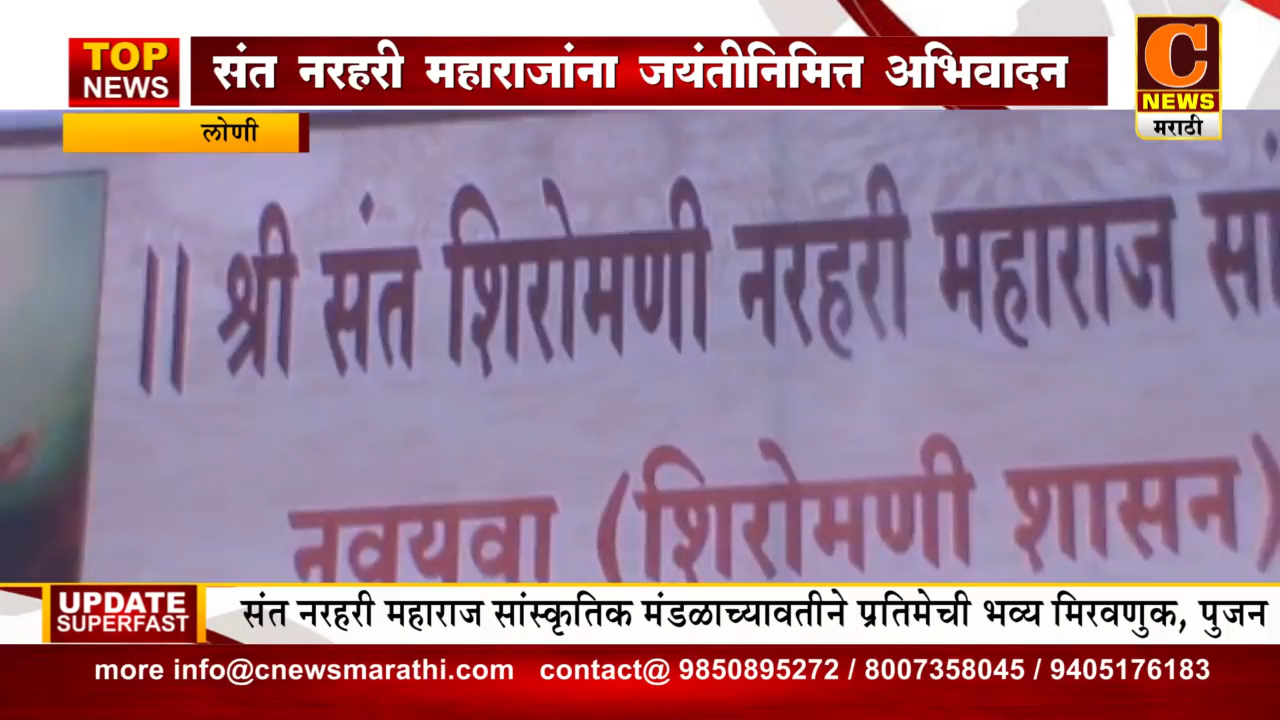 TOP
NEWS
संत नरहरी महाराजांना जयंतीनिमित्त अभिवादन
C
NEWS
मराठी
लोणी
|| श्री संत शिरोमणी नरहरी महाराज
नवयुवा (शिरोमणी शासन)
UPDATE
SUPERFAST
संत नरहरी महाराज सांस्कृतिक मंडळाच्यावतीने प्रतिमेची भव्य मिरवणुक, पुजन
more info@cnewsmarathi.com contact@ 9850895272 / 8007358045 / 9405176183